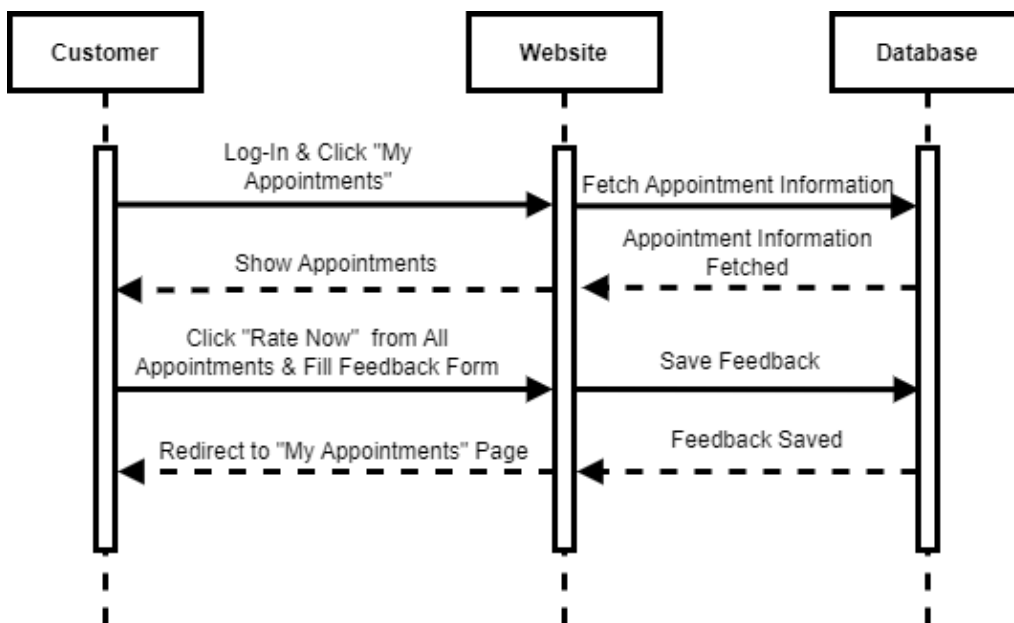 Customer
Website
Database
Log-In & Click "My
Appointments"
Fetch Appointment Information
Appointment Information
Fetched
Show Appointments
Click "Rate Now" from All
Appointments & Fill Feedback Form
Save Feedback
Feedback Saved
Redirect to "My Appointments" Page